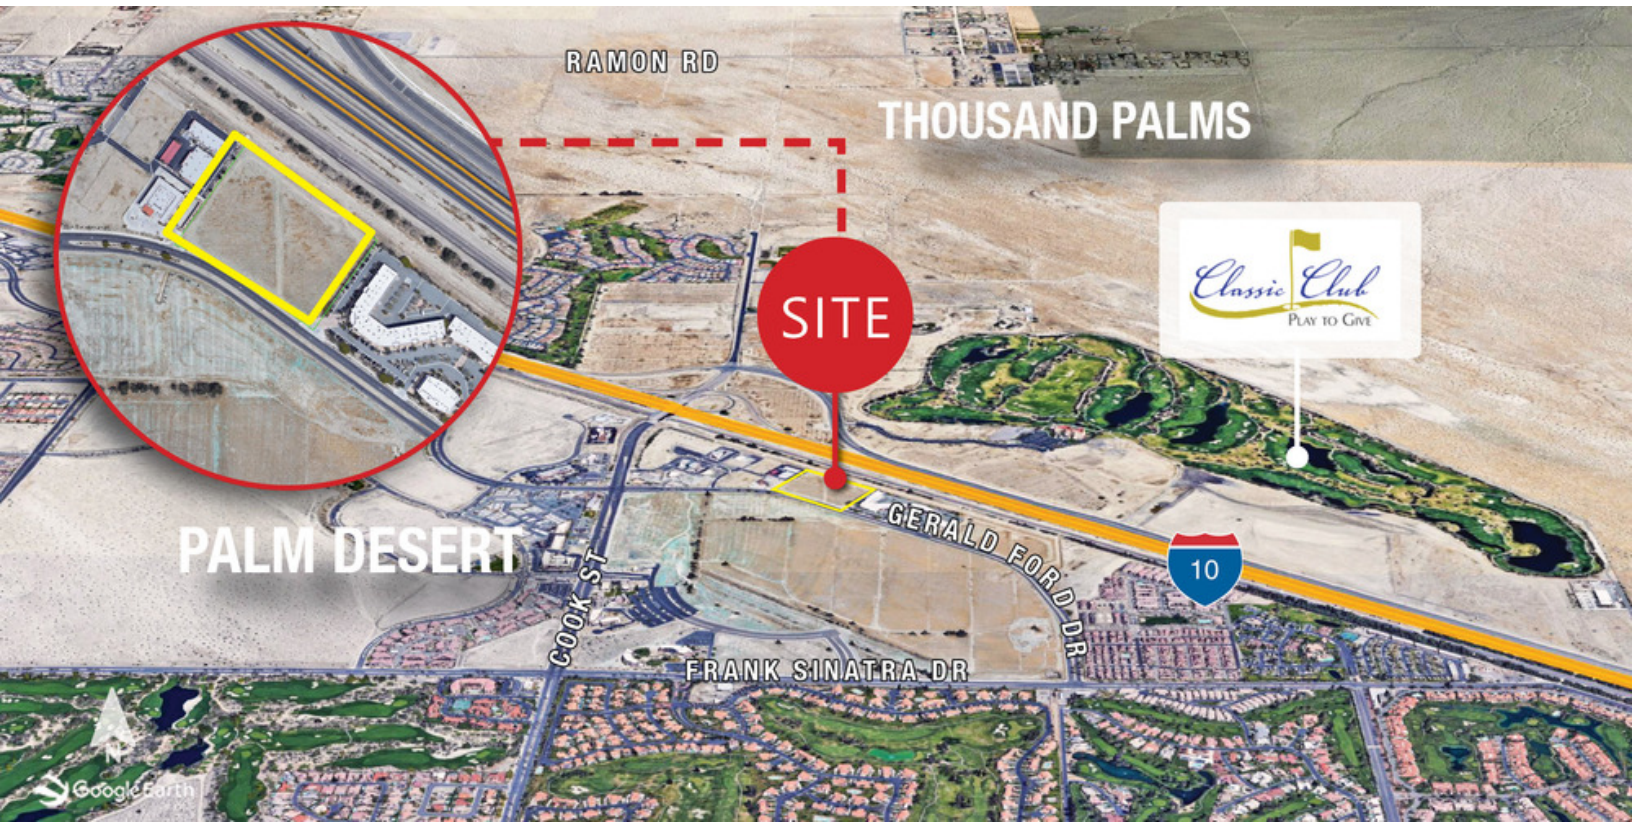 RAMON RD
THOUSAND PALMS
SITE
Classic Club
PLAY TO GIVE
PALM DESERT
GERALD FORD DR
10
COOK ST
FRANK SINATRA DR
N
Google Earth